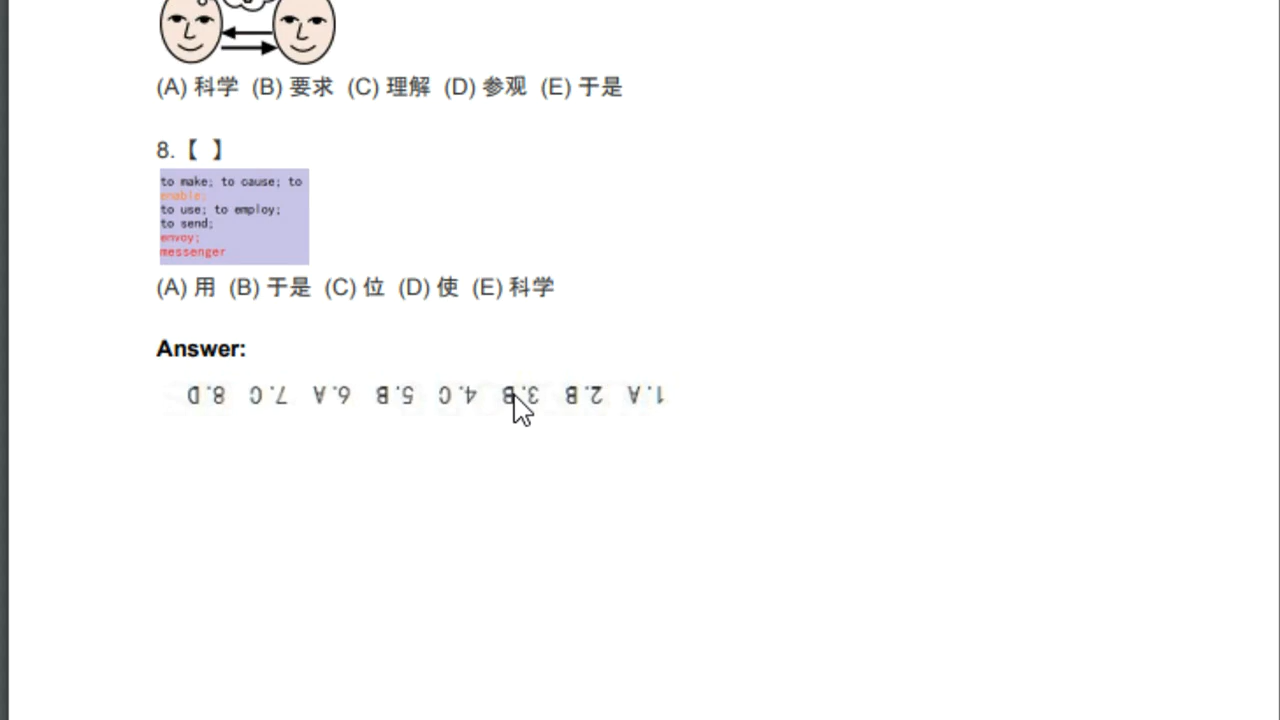 (A) 科学 (B) 要求 (C) 理解 (D) 参观 (E) 于是
8.【 】
to make; to cause; to
enable;
to use; to employ;
to send;
envoy;
messenger
(A) 用 (B) 于是 (C) 位 (D) 使 (E) 科学
Answer:
1.A 2.B 3.B 4.C 5.B 6.A 7.C 8.D